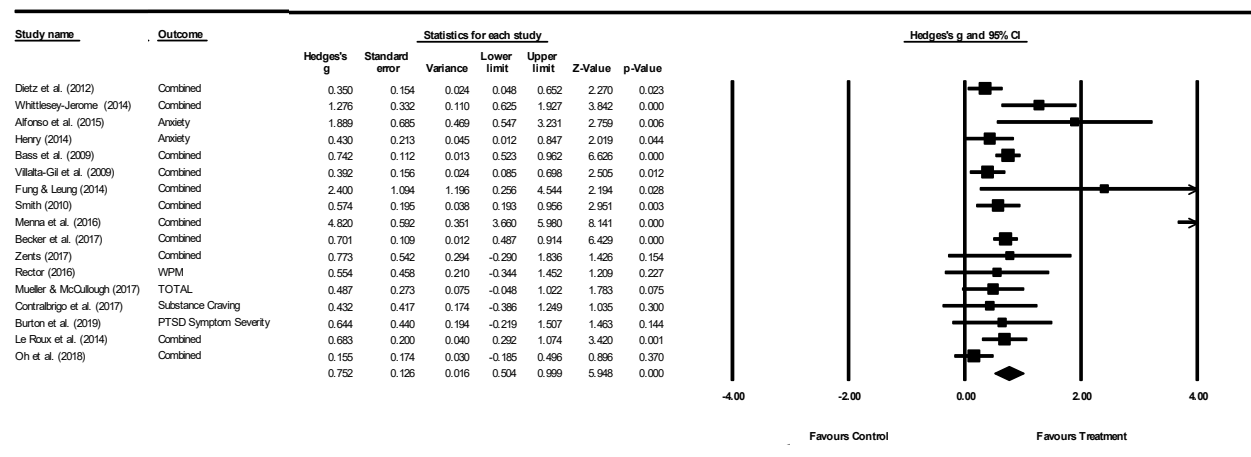 Study name Outcome Statistics for each study Hedges's g and 95% CI
Hedges's Standard Lower Upper
g error Variance limit limit Z-Value p-Value
Dietz et al. (2012) Combined 0.350 0.154 0.024 0.048 0.652 2.270 0.023
Whittlesey-Jerome (2014) Combined 1.276 0.332 0.110 0.625 1.927 3.842 0.000
Alfonso et al. (2015) Anxiety 1.889 0.685 0.469 0.547 3.231 2.759 0.006
Henry (2014) Anxiety 0.430 0.213 0.045 0.012 0.847 2.019 0.044
Bass et al. (2009) Combined 0.742 0.112 0.013 0.523 0.962 6.626 0.000
Villalta-Gil et al. (2009) Combined 0.392 0.156 0.024 0.085 0.698 2.505 0.012
Fung & Leung (2014) Combined 2.400 1.094 1.196 0.256 4.544 2.194 0.028
Smith (2010) Combined 0.574 0.195 0.038 0.193 0.956 2.951 0.003
Menna et al. (2016) Combined 4.820 0.592 0.351 3.660 5.980 8.141 0.000
Becker et al. (2017) Combined 0.701 0.109 0.012 0.487 0.914 6.429 0.000
Zents (2017) Combined 0.773 0.542 0.294 -0.290 1.836 1.426 0.154
Rector (2016) WPM 0.554 0.458 0.210 -0.344 1.452 1.209 0.227
Mueller & McCullough (2017) TOTAL 0.487 0.273 0.075 -0.048 1.022 1.783 0.075
Contralbrigo et al. (2017) Substance Craving 0.432 0.417 0.174 -0.386 1.249 1.035 0.300
Burton et al. (2019) PTSD Symptom Severity 0.644 0.440 0.194 -0.219 1.507 1.463 0.144
Le Roux et al. (2014) Combined 0.683 0.200 0.040 0.292 1.074 3.420 0.001
Oh et al. (2018) Combined 0.155 0.174 0.030 -0.185 0.496 0.896 0.370
0.752 0.126 0.016 0.504 0.999 5.948 0.000
-4.00 -2.00 0.00 2.00 4.00
Favours Control Favours Treatment